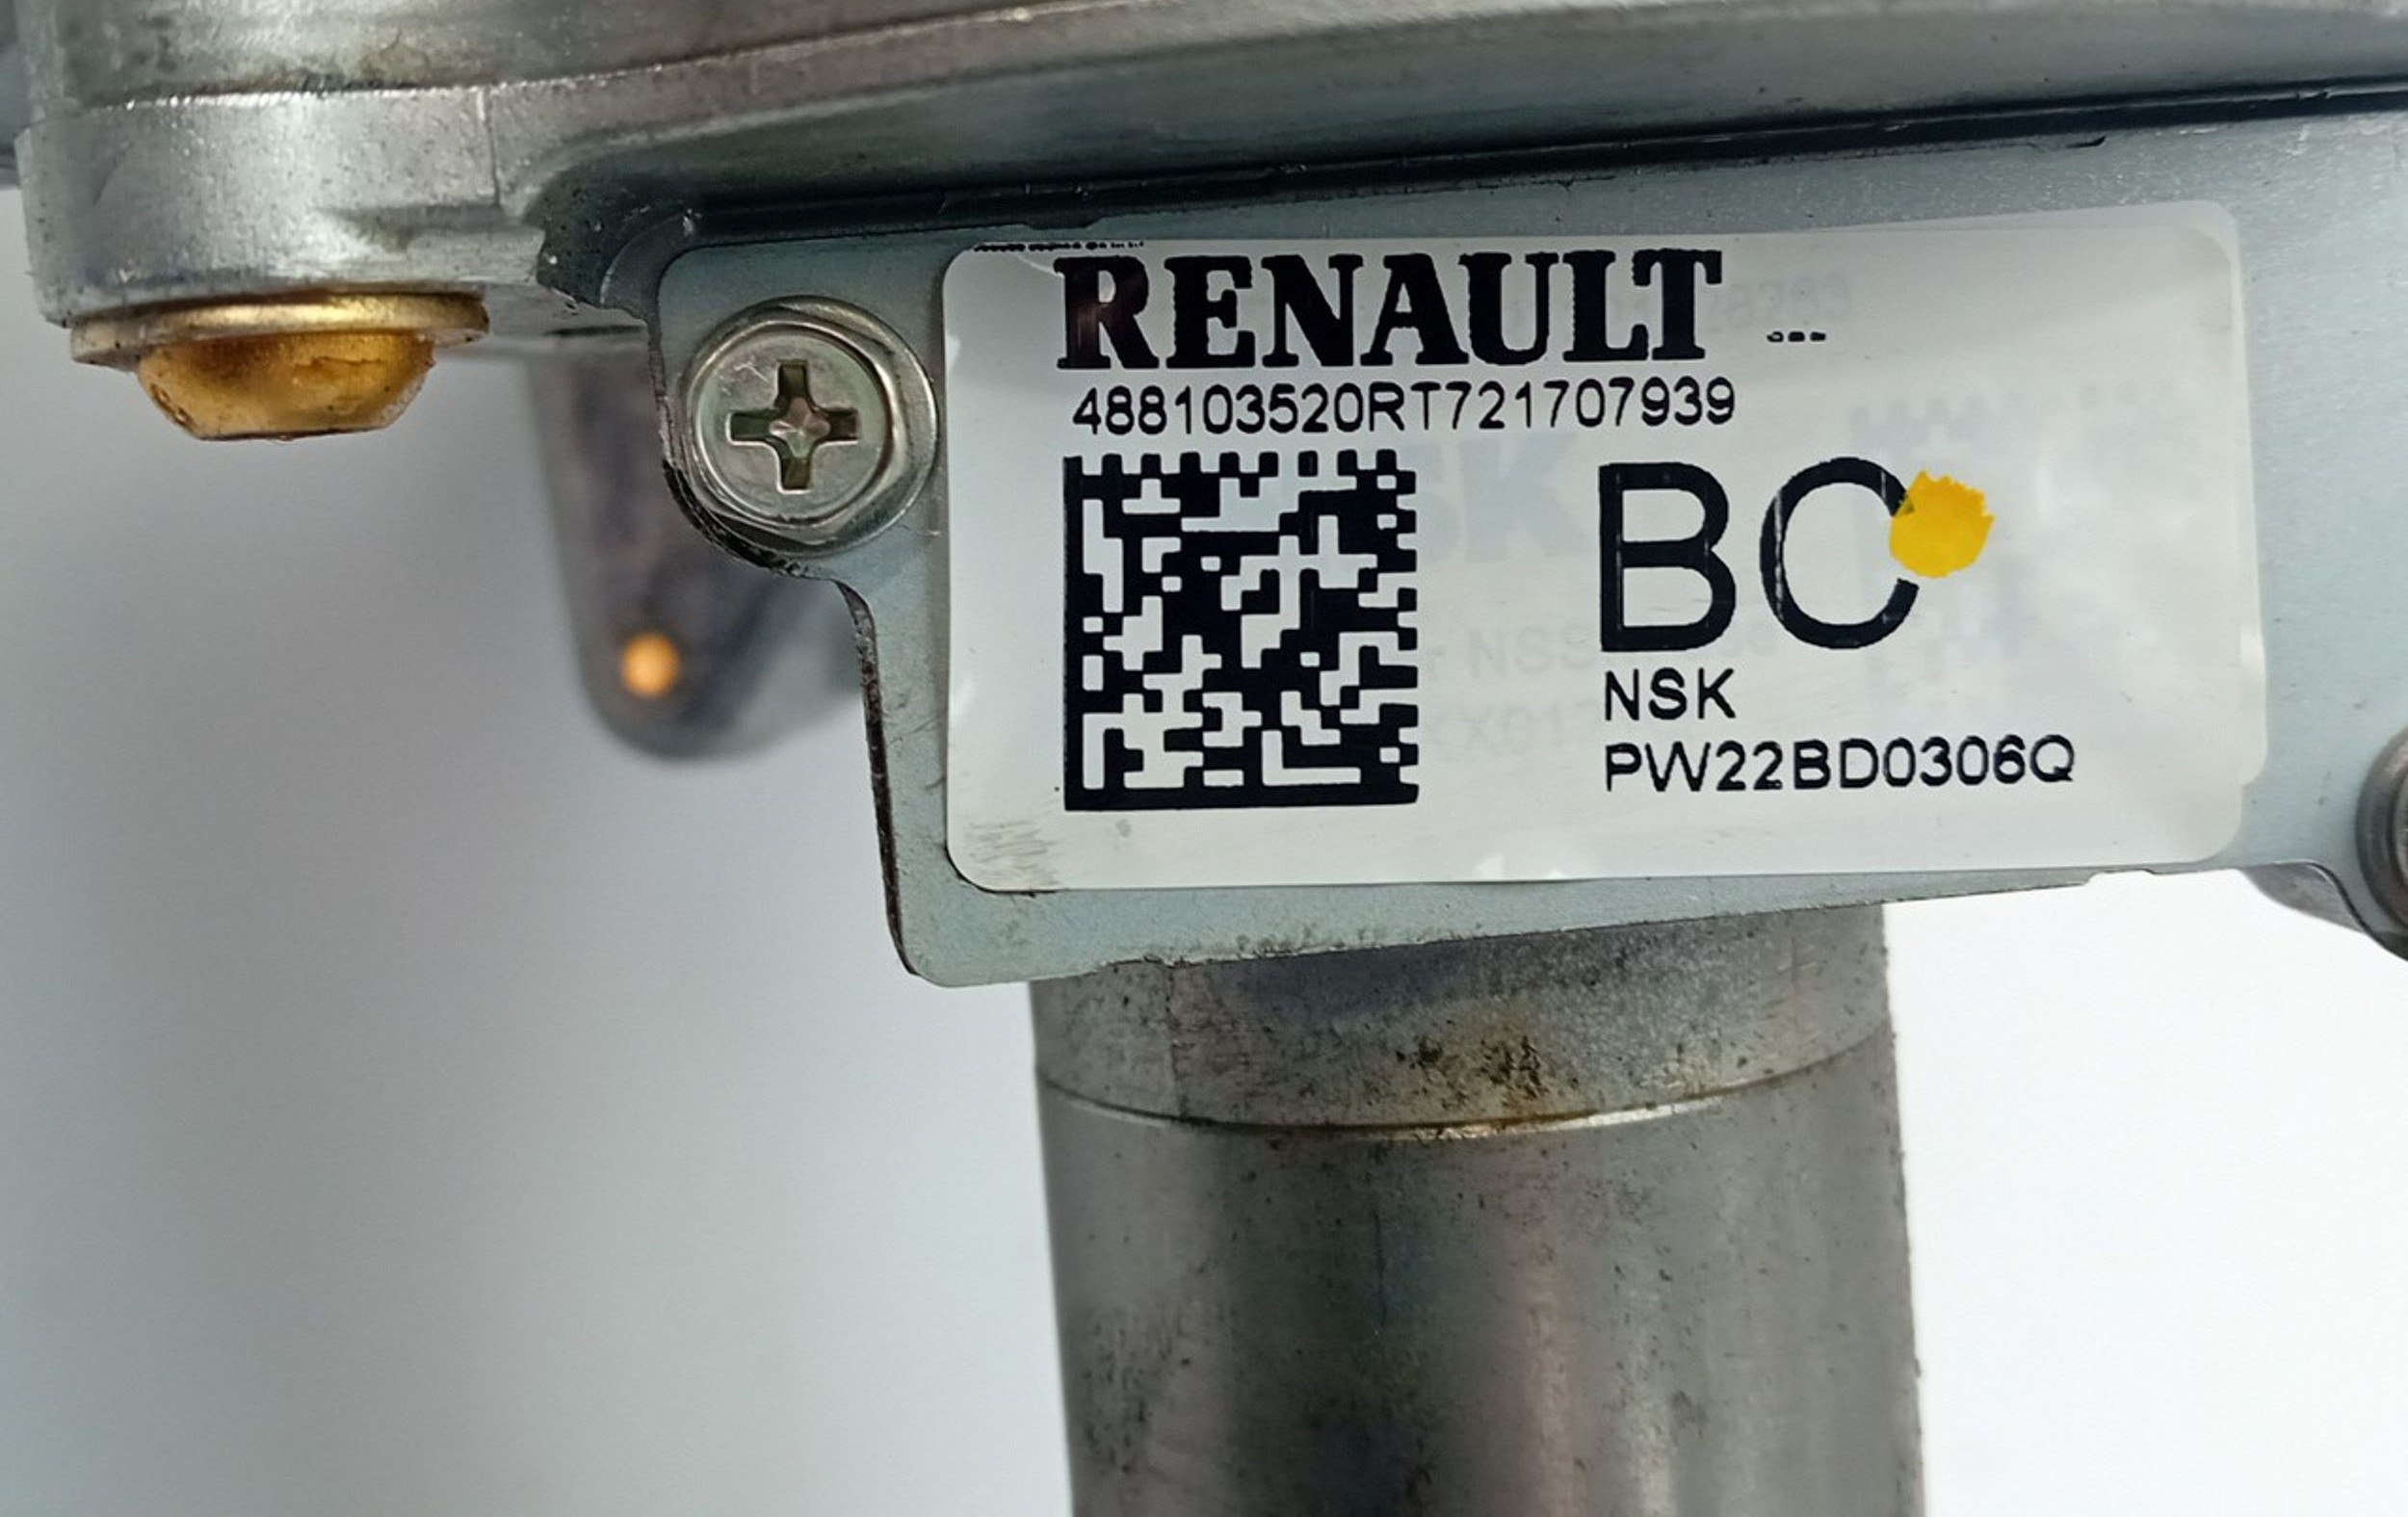 RENAULT
488103520RT721707939
BC
NSK
PW22BD0306Q